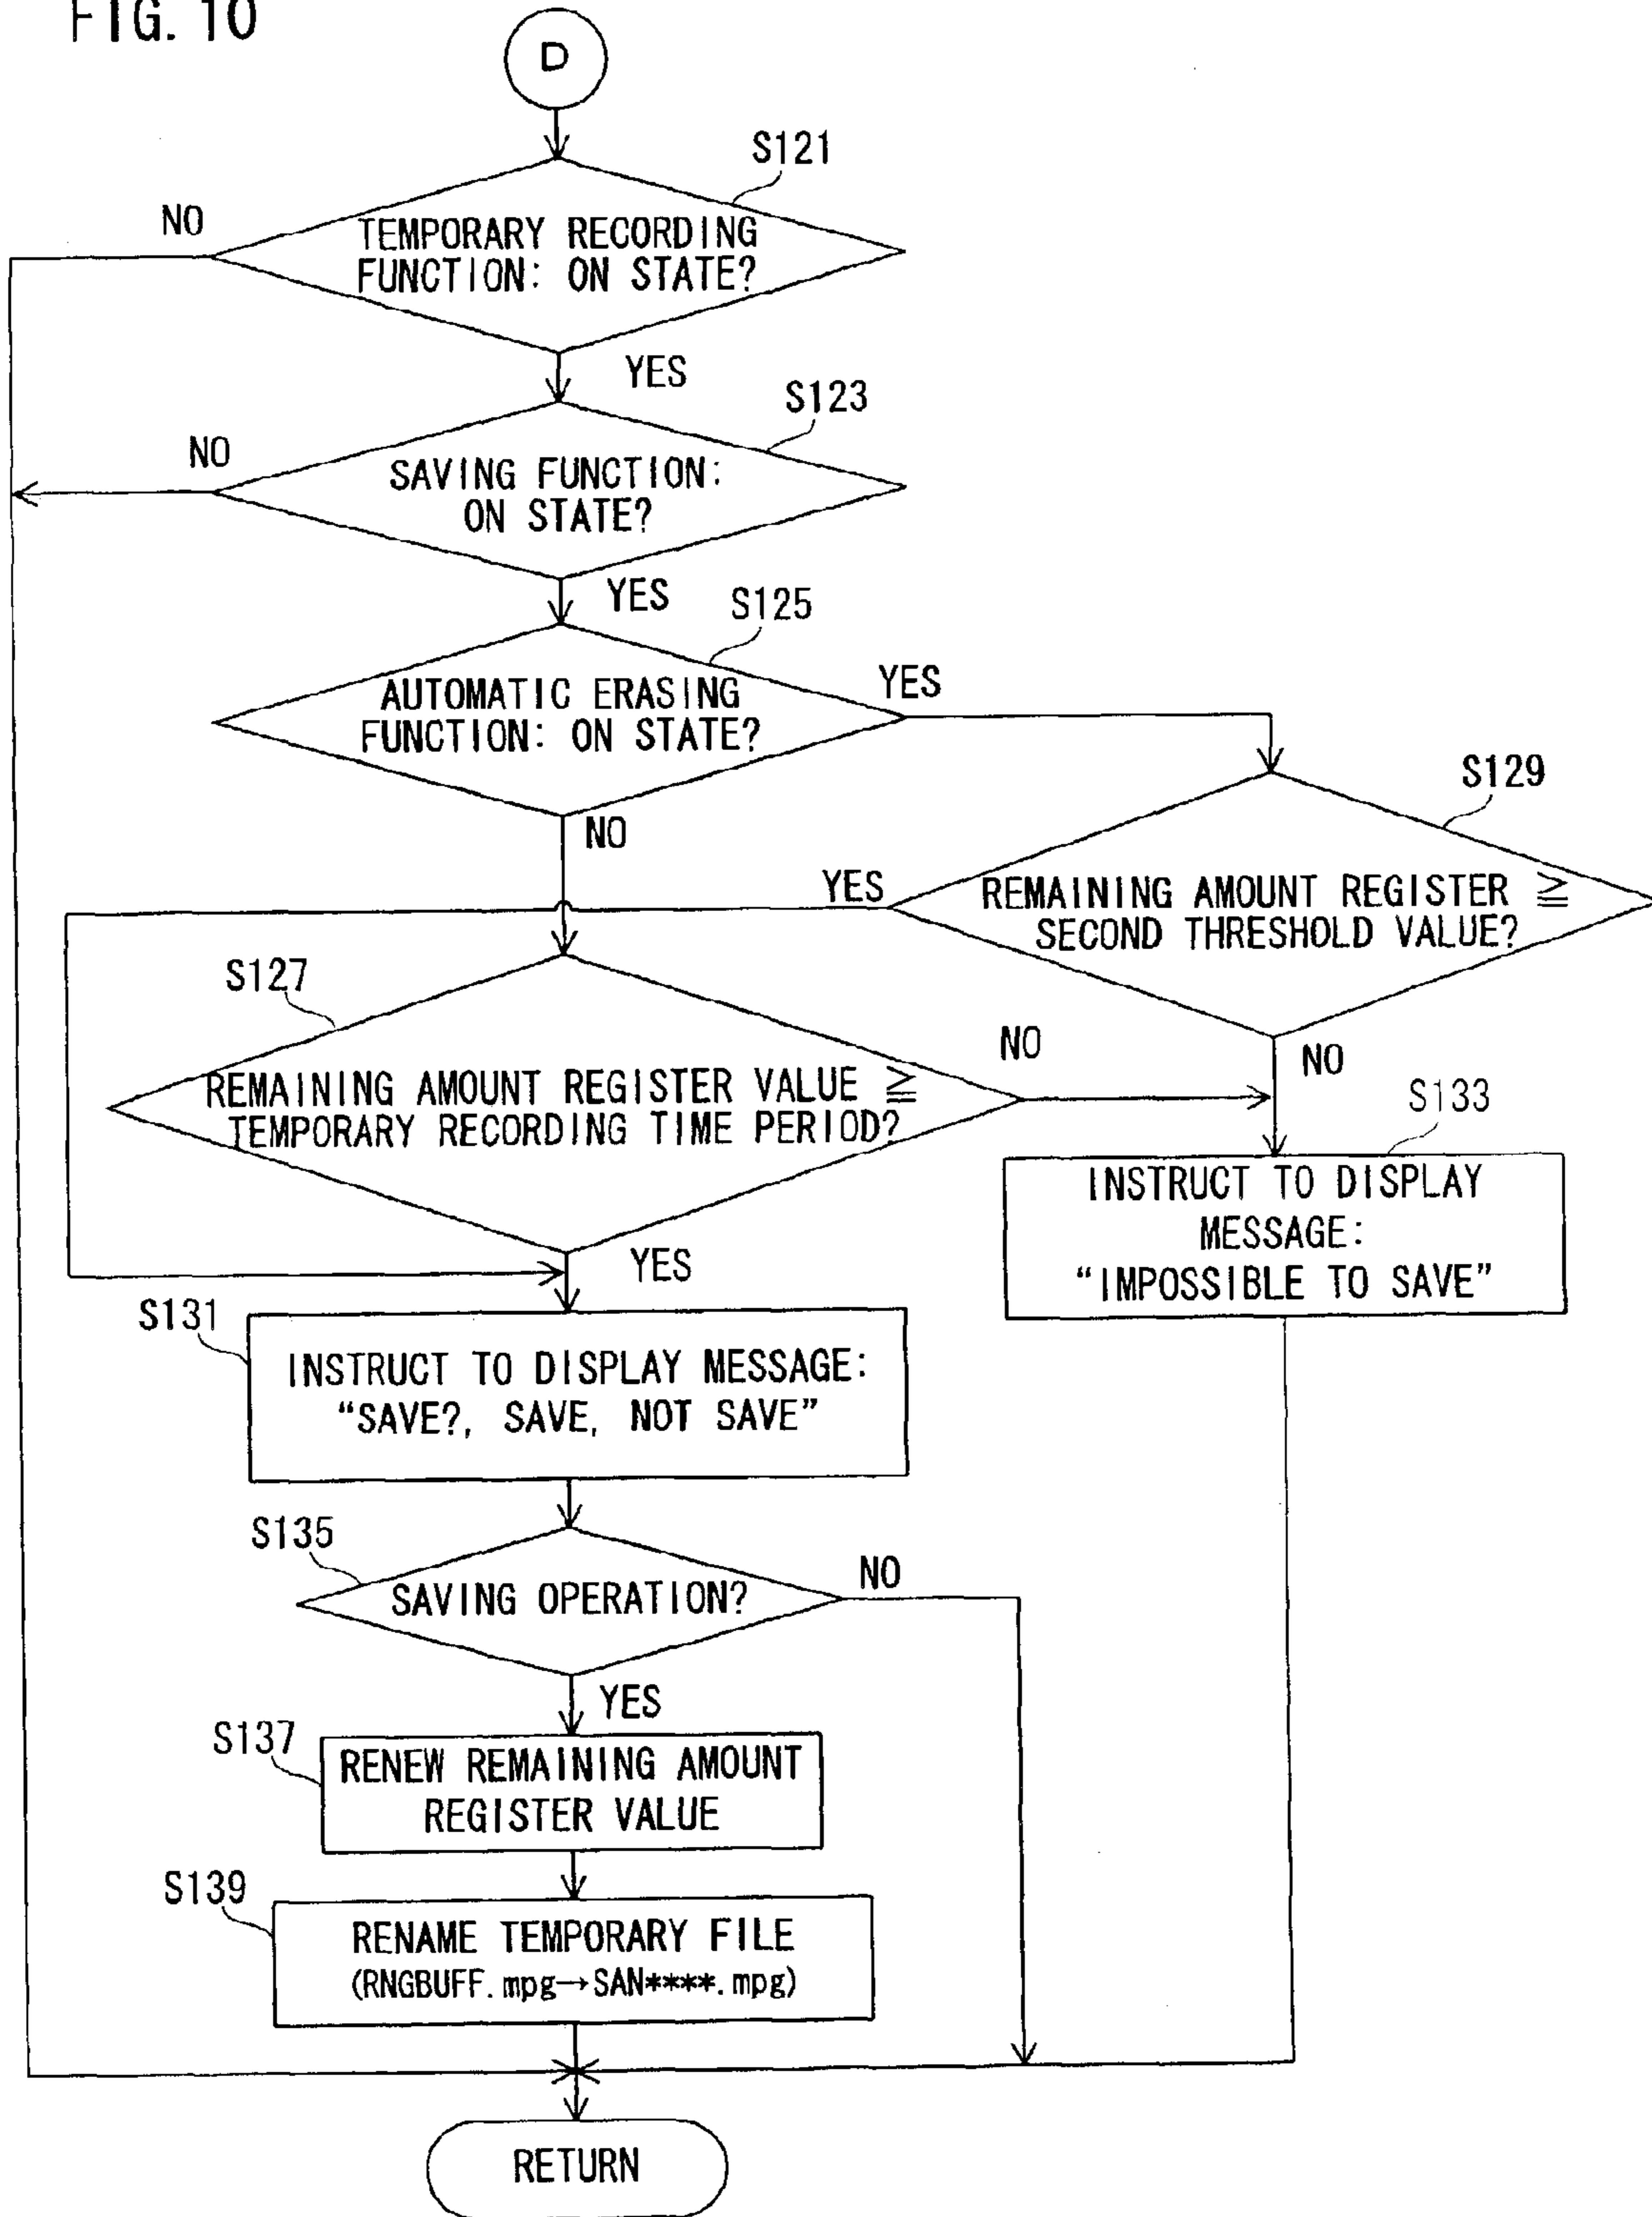 FIG. 10
D
S121
NO
TEMPORARY RECORDING
FUNCTION: ON STATE?
YES
S123
NO
SAVING FUNCTION:
ON STATE?
YES
S125
AUTOMATIC ERASING
FUNCTION: ON STATE?
YES
NO
S129
YES
REMAINING AMOUNT REGISTER ≧
SECOND THRESHOLD VALUE?
S127
NO
NO
REMAINING AMOUNT REGISTER VALUE ≧
TEMPORARY RECORDING TIME PERIOD?
S133
YES
INSTRUCT TO DISPLAY
MESSAGE:
“IMPOSSIBLE TO SAVE”
S131
INSTRUCT TO DISPLAY MESSAGE:
“SAVE?, SAVE, NOT SAVE”
S135
SAVING OPERATION?
NO
YES
S137
RENEW REMAINING AMOUNT
REGISTER VALUE
S139
RENAME TEMPORARY FILE
(RNGBUFF.mpg→SAN****.mpg)
RETURN